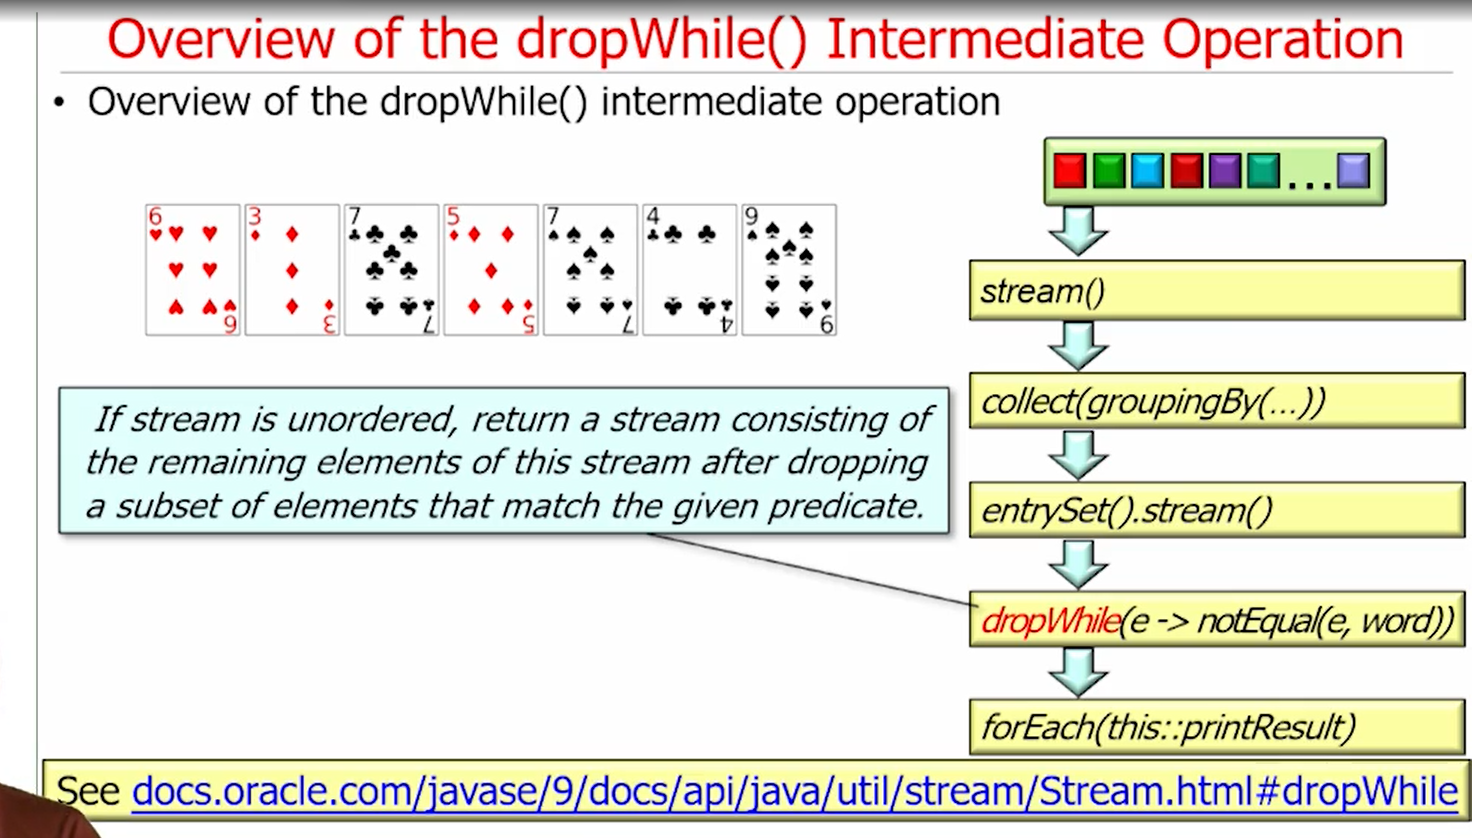 Overview of the dropWhile() Intermediate Operation
• Overview of the dropWhile() intermediate operation
6 3 7 5 7 4 9
6 3 7 5 7 4 9
If stream is unordered, return a stream consisting of
the remaining elements of this stream after dropping
a subset of elements that match the given predicate.
...
stream()
collect(groupingBy(...))
entrySet().stream()
dropWhile(e -> notEqual(e, word))
forEach(this::printResult)
See docs.oracle.com/javase/9/docs/api/java/util/stream/Stream.html#dropWhile